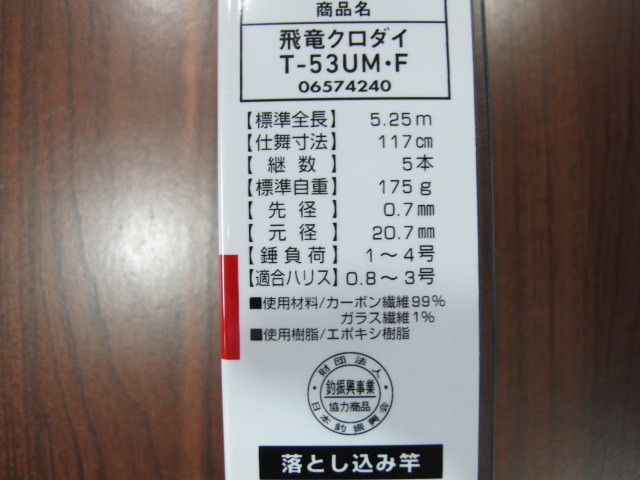 商品名
飛竜クロダイ
T-53UM・F
06574240
【標準全長】 5.25m
【仕舞寸法】 117cm
【継数】 5本
【標準自重】 175g
【先径】 0.7mm
【元径】 20.7mm
【錘負荷】 1～4号
【適合ハリス】 0.8～3号
■使用材料/カーボン繊維99%
ガラス繊維1%
■使用樹脂/エポキシ樹脂
財団法人
釣振興事業
協力商品
日本釣振興会
落とし込み竿